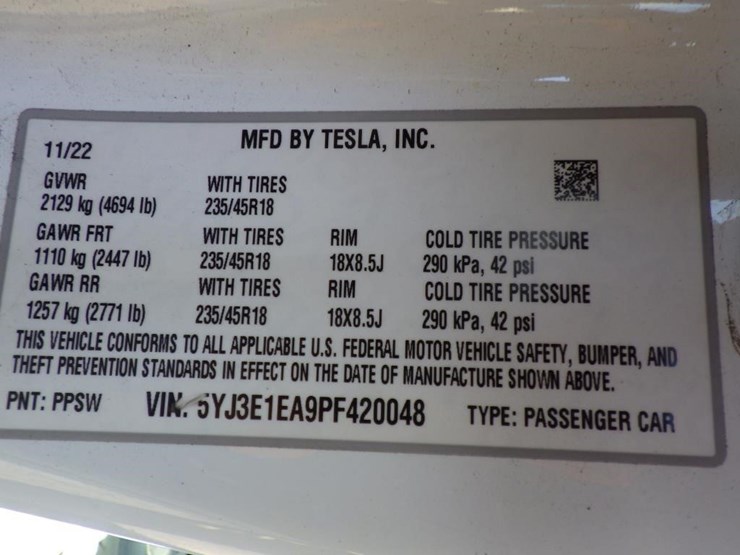 MFD BY TESLA, INC.
11/22
GVWR WITH TIRES
2129 kg (4694 lb) 235/45R18
GAWR FRT WITH TIRES RIM COLD TIRE PRESSURE
1110 kg (2447 lb) 235/45R18 18X8.5J 290 kPa, 42 psi
GAWR RR WITH TIRES RIM COLD TIRE PRESSURE
1257 kg (2771 lb) 235/45R18 18X8.5J 290 kPa, 42 psi
THIS VEHICLE CONFORMS TO ALL APPLICABLE U.S. FEDERAL MOTOR VEHICLE SAFETY, BUMPER, AND
THEFT PREVENTION STANDARDS IN EFFECT ON THE DATE OF MANUFACTURE SHOWN ABOVE.
PNT: PPSW VIN: 5YJ3E1EA9PF420048 TYPE: PASSENGER CAR